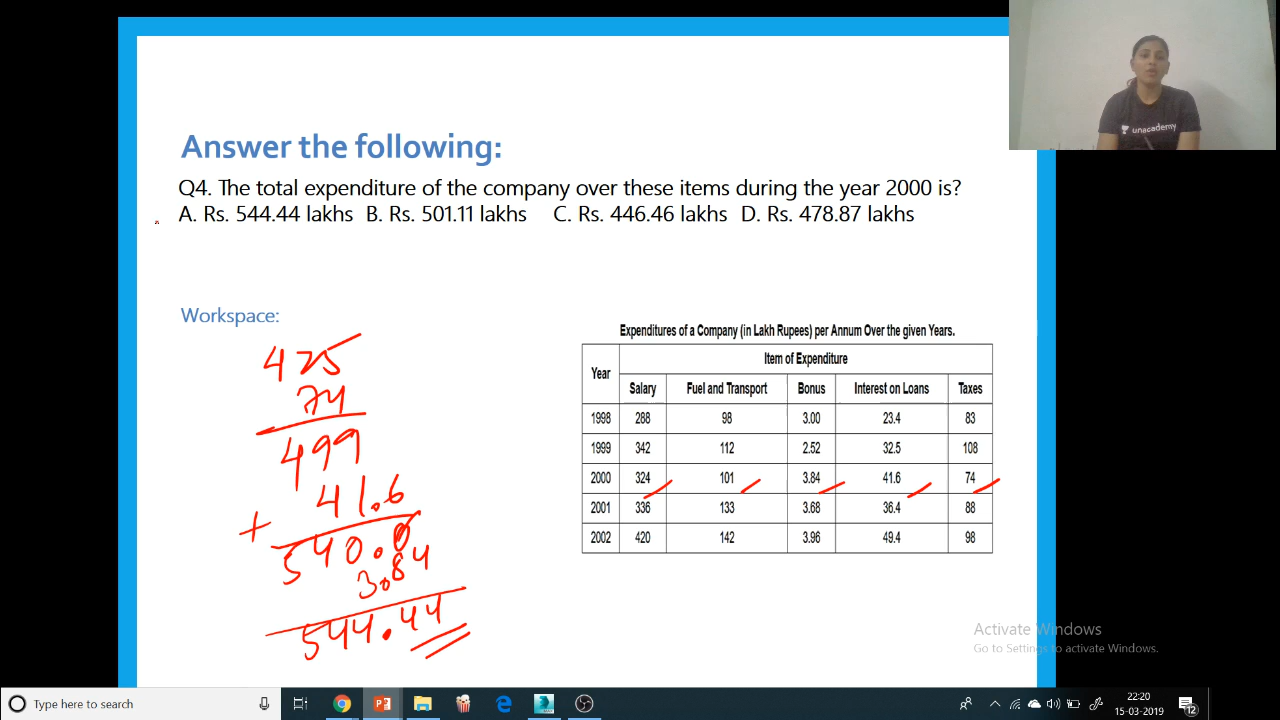 unacademy
Answer the following:
Q4. The total expenditure of the company over these items during the year 2000 is?
A. Rs. 544.44 lakhs B. Rs. 501.11 lakhs C. Rs. 446.46 lakhs D. Rs. 478.87 lakhs
Workspace:
425
74
499
+ 41.6
540.6
3.84
544.44
Expenditures of a Company (in Lakh Rupees) per Annum Over the given Years.
Year Item of Expenditure
Salary Fuel and Transport Bonus Interest on Loans Taxes
1998 288 98 3.00 23.4 83
1999 342 112 2.52 32.5 108
2000 324 101 3.84 41.6 74
2001 336 133 3.68 36.4 88
2002 420 142 3.96 49.4 98
Activate Windows
Go to Settings to activate Windows.
Type here to search
22:20
15-03-2019
12